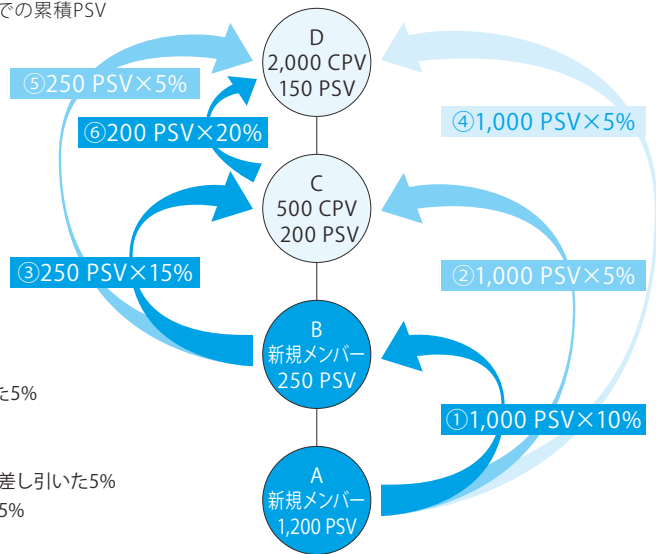 での累積PSV
D
2,000 CPV
150 PSV
⑤250 PSV×5%
④1,000 PSV×5%
⑥200 PSV×20%
C
500 CPV
200 PSV
③250 PSV×15%
②1,000 PSV×5%
B
新規メンバー
250 PSV
た5%
①1,000 PSV×10%
A
新規メンバー
1,200 PSV
差し引いた5%
5%